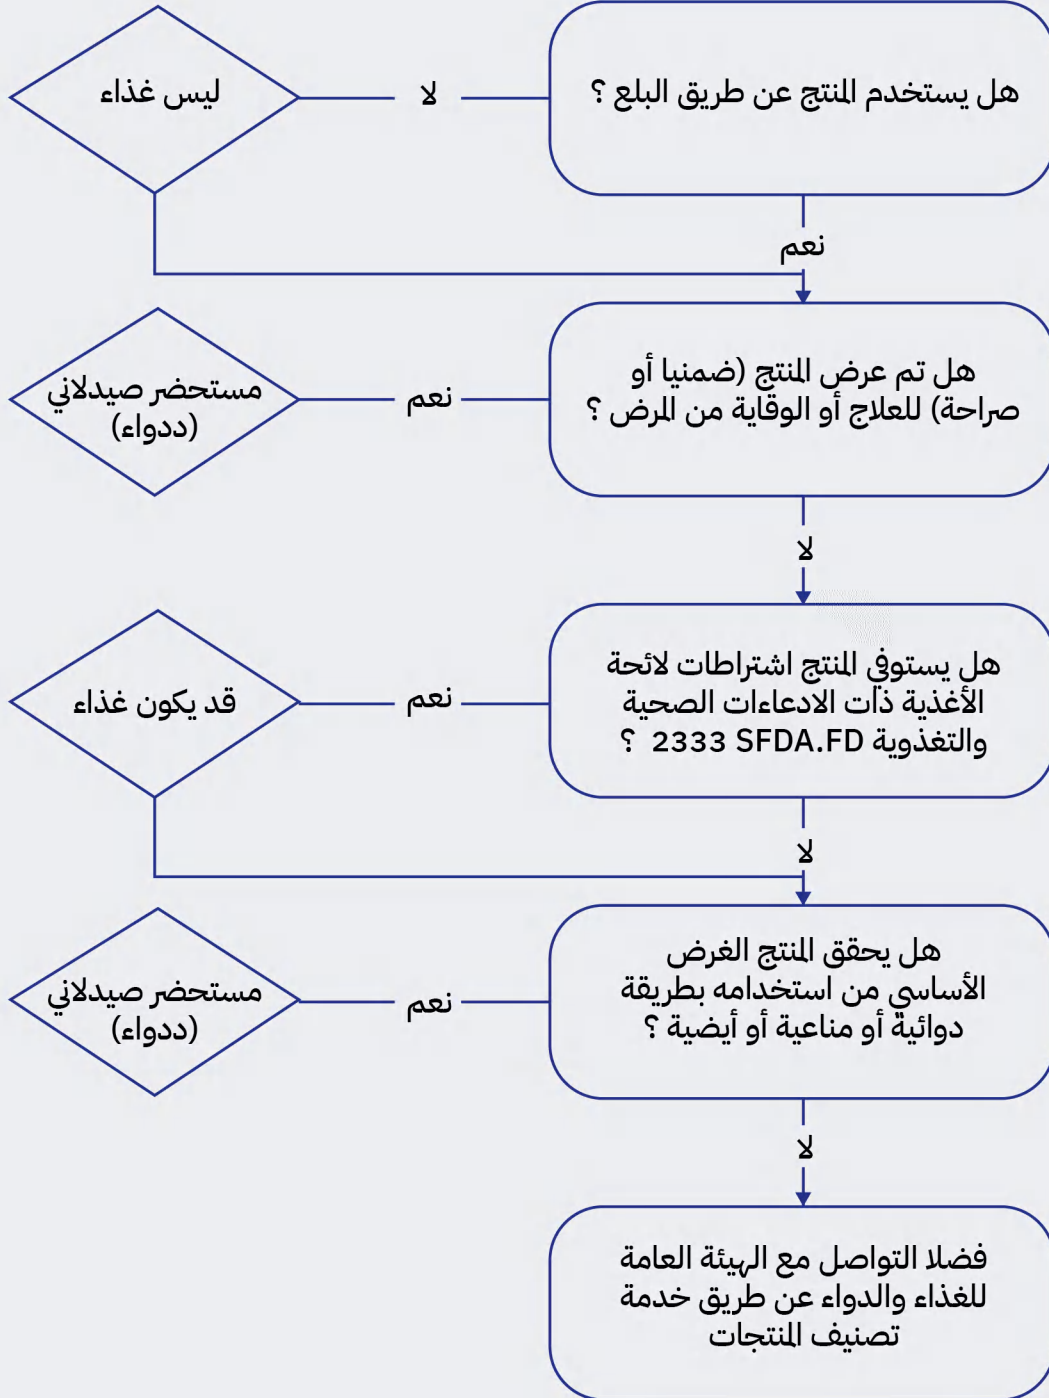 هل يستخدم المنتج عن طريق البلع ؟
لا
ليس غذاء
نعم
هل تم عرض المنتج (ضمنيا أو
صراحة) للعلاج أو الوقاية من المرض ؟
نعم
مستحضر صيدلاني
(ددواء)
لا
هل يستوفي المنتج اشتراطات لائحة
الأغذية ذات الادعاءات الصحية
والتغذوية SFDA.FD 2333 ؟
نعم
قد يكون غذاء
لا
هل يحقق المنتج الغرض
الأساسي من استخدامه بطريقة
دوائية أو مناعية أو أيضية ؟
نعم
مستحضر صيدلاني
(ددواء)
لا
فضلا التواصل مع الهيئة العامة
للغذاء والدواء عن طريق خدمة
تصنيف المنتجات